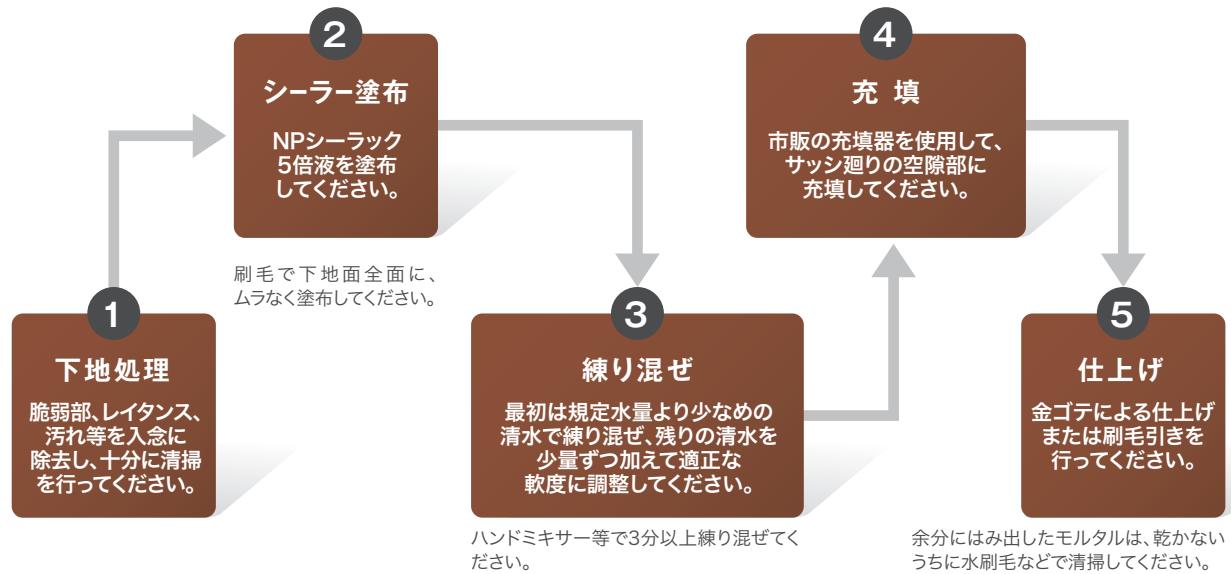 1
下地処理
脆弱部、レイタンス、
汚れ等を入念に
除去し、十分に清掃
を行ってください。
2
シーラー塗布
NPシーラック
5倍液を塗布
してください。
刷毛で下地面全面に、
ムラなく塗布してください。
3
練り混ぜ
最初は規定水量より少なめの
清水で練り混ぜ、残りの清水を
少量ずつ加えて適正な
軟度に調整してください。
ハンドミキサー等で3分以上練り混ぜてく
ださい。
4
充 填
市販の充填器を使用して、
サッシ廻りの空隙部に
充填してください。
5
仕上げ
金ゴテによる仕上げ
または刷毛引きを
行ってください。
余分にはみ出したモルタルは、乾かない
うちに水刷毛などで清掃してください。